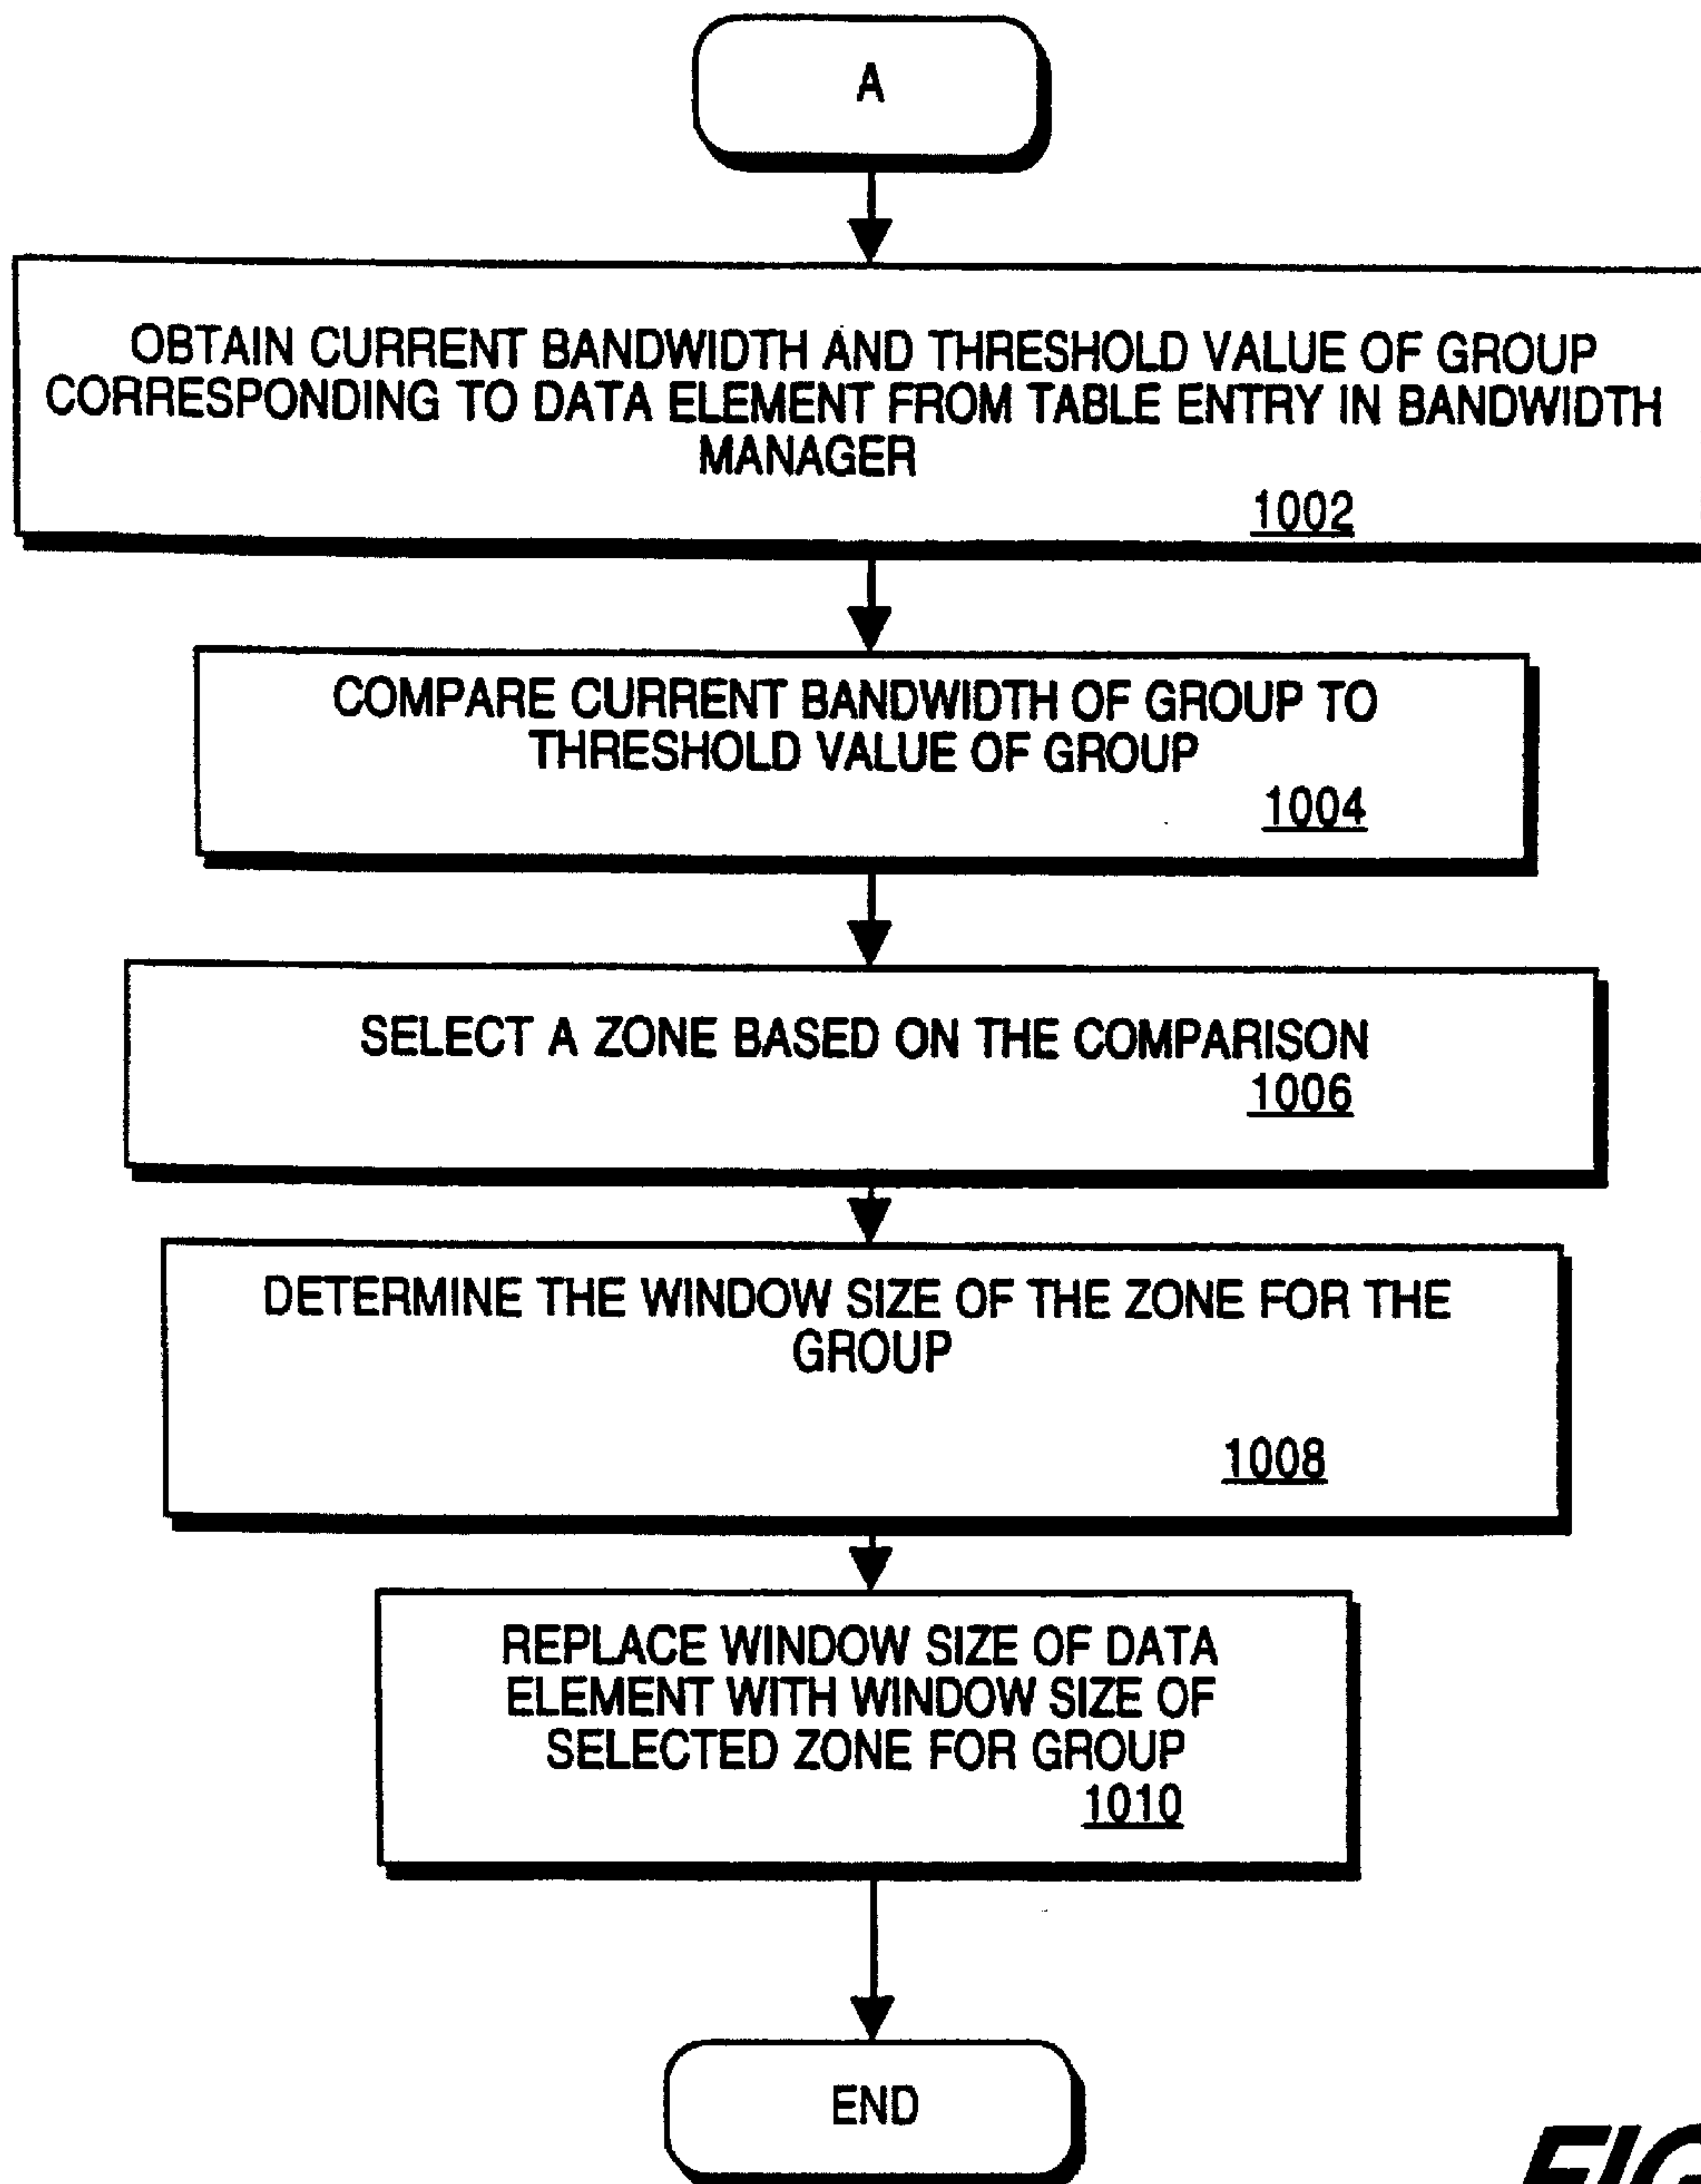 A
OBTAIN CURRENT BANDWIDTH AND THRESHOLD VALUE OF GROUP
CORRESPONDING TO DATA ELEMENT FROM TABLE ENTRY IN BANDWIDTH
MANAGER
1002
COMPARE CURRENT BANDWIDTH OF GROUP TO
THRESHOLD VALUE OF GROUP
1004
SELECT A ZONE BASED ON THE COMPARISON
1006
DETERMINE THE WINDOW SIZE OF THE ZONE FOR THE
GROUP
1008
REPLACE WINDOW SIZE OF DATA
ELEMENT WITH WINDOW SIZE OF
SELECTED ZONE FOR GROUP
1010
END